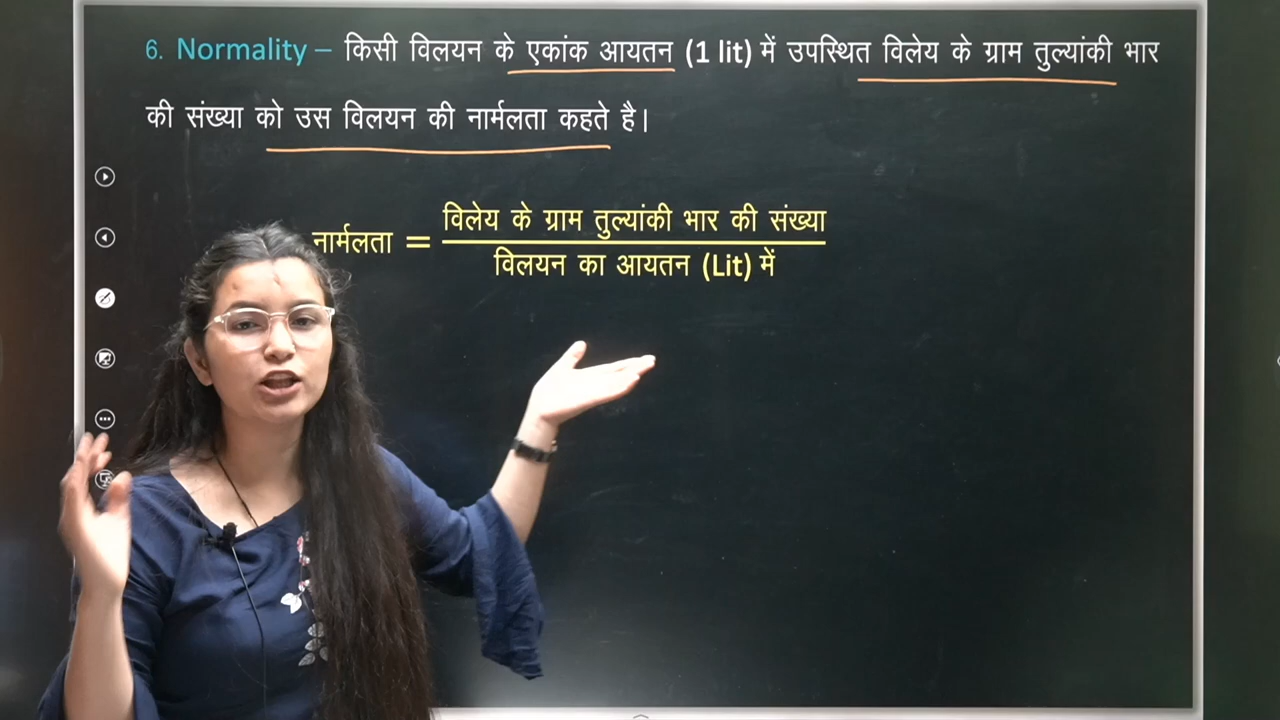 6. Normality – किसी विलयन के एकांक आयतन (1 lit) में उपस्थित विलेय के ग्राम तुल्यांकी भार
की संख्या को उस विलयन की नार्मलता कहते है।
नार्मलता = विलेय के ग्राम तुल्यांकी भार की संख्या
विलयन का आयतन (Lit) में